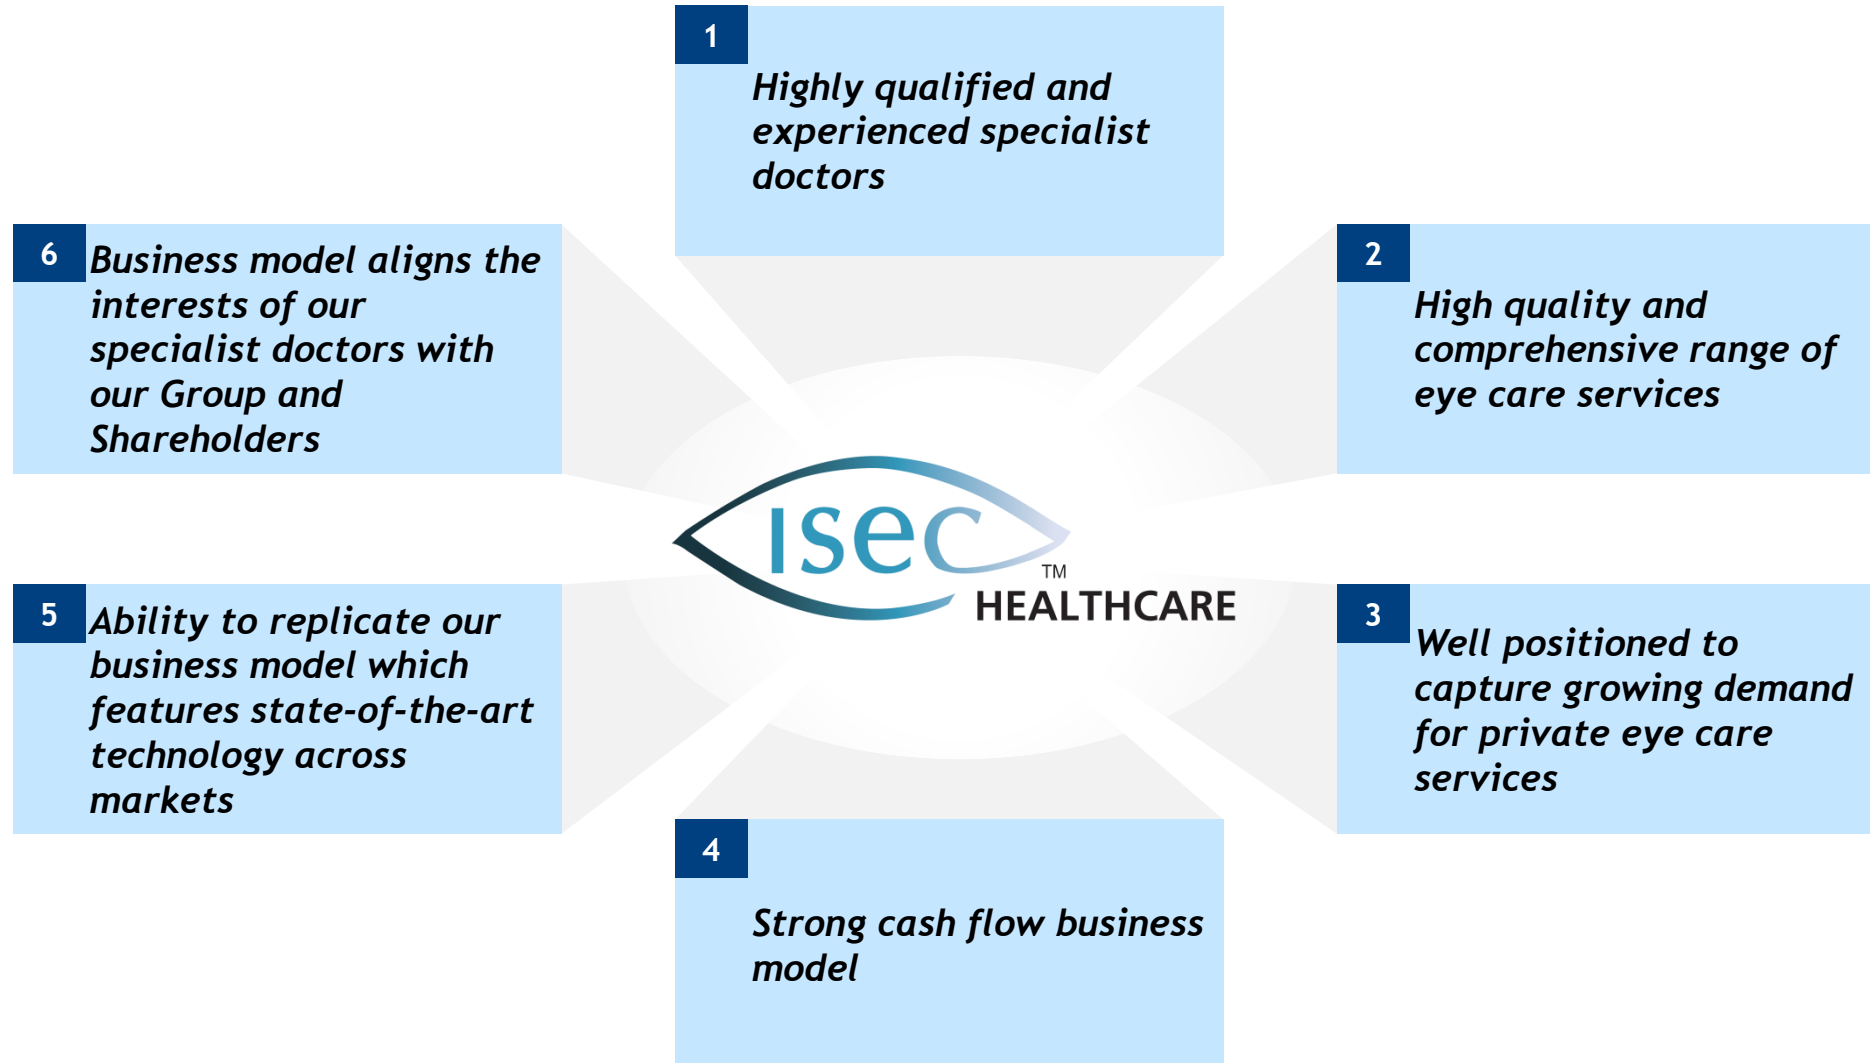 1
Highly qualified and
experienced specialist
doctors
2
High quality and
comprehensive range of
eye care services
3
Well positioned to
capture growing demand
for private eye care
services
4
Strong cash flow business
model
5
Ability to replicate our
business model which
features state-of-the-art
technology across
markets
6
Business model aligns the
interests of our
specialist doctors with
our Group and
Shareholders
ISeC
TM
HEALTHCARE